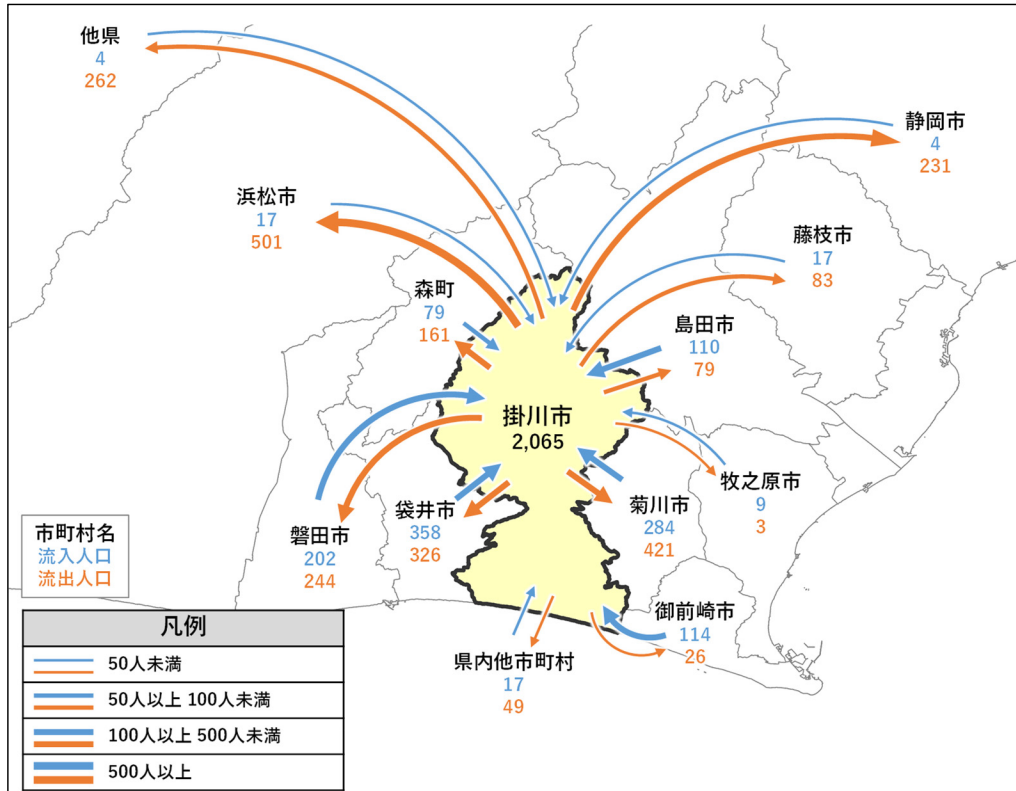 他県
4
262
静岡市
4
231
浜松市
17
501
藤枝市
17
83
森町
79
161
島田市
110
79
掛川市
2,065
牧之原市
9
3
袋井市
358
326
菊川市
284
421
磐田市
202
244
市町村名
流入人口
流出人口
御前崎市
114
26
県内他市町村
17
49
凡例
50人未満
50人以上 100人未満
100人以上 500人未満
500人以上